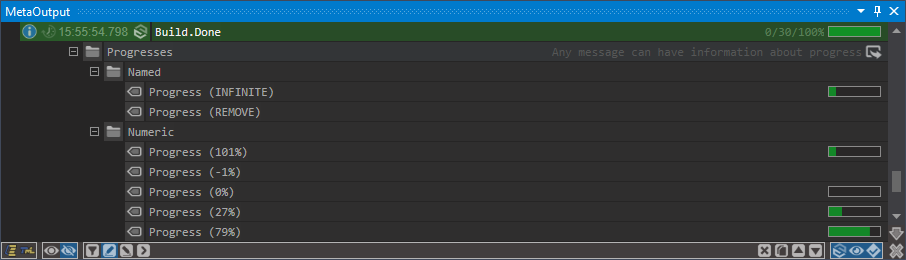 MetaOutput
15:55:54.798 Build.Done 0/30/100%
Progresses Any message can have information about progress
Named
Progress (INFINITE)
Progress (REMOVE)
Numeric
Progress (101%)
Progress (-1%)
Progress (0%)
Progress (27%)
Progress (79%)